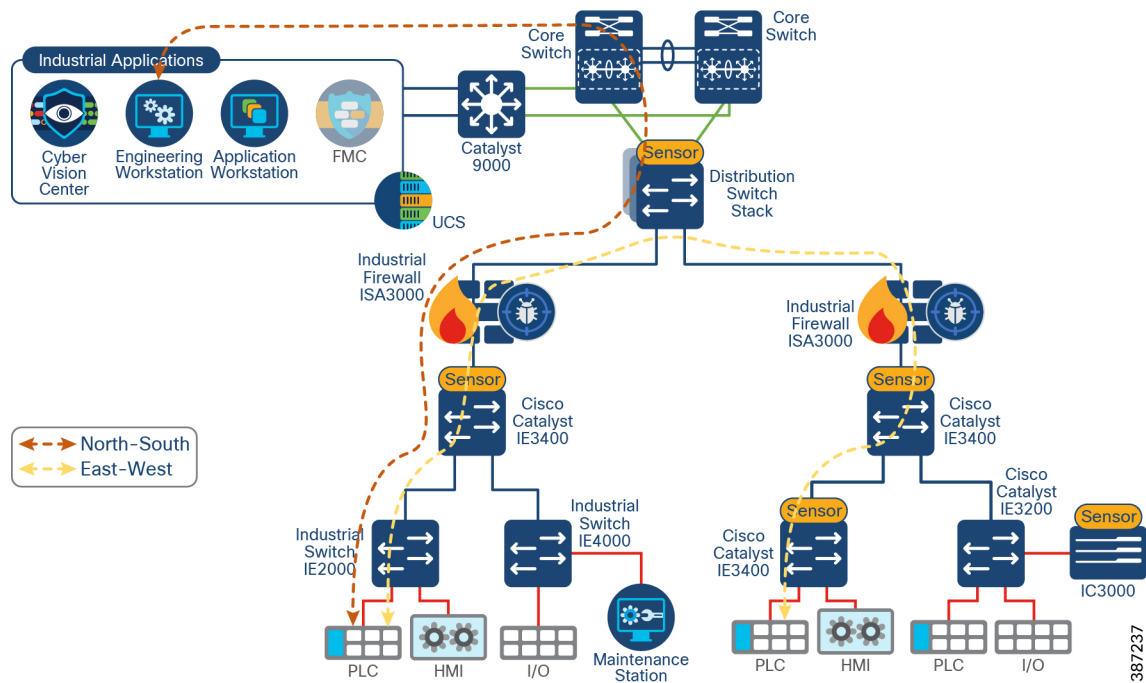 Core
Switch
Core
Switch
Industrial Applications
Cyber
Vision
Center
Engineering
Workstation
Application
Workstation
FMC
UCS
Catalyst
9000
Sensor
Distribution
Switch
Stack
Industrial
Firewall
ISA3000
Industrial
Firewall
ISA3000
Sensor
Cisco
Catalyst
IE3400
Sensor
Cisco
Catalyst
IE3400
North–South
East–West
Industrial
Switch
IE2000
Industrial
Switch
IE4000
Sensor
Cisco
Catalyst
IE3400
Cisco
Catalyst
IE3200
Sensor
IC3000
PLC
HMI
I/O
Maintenance
Station
PLC
HMI
PLC
I/O
387237